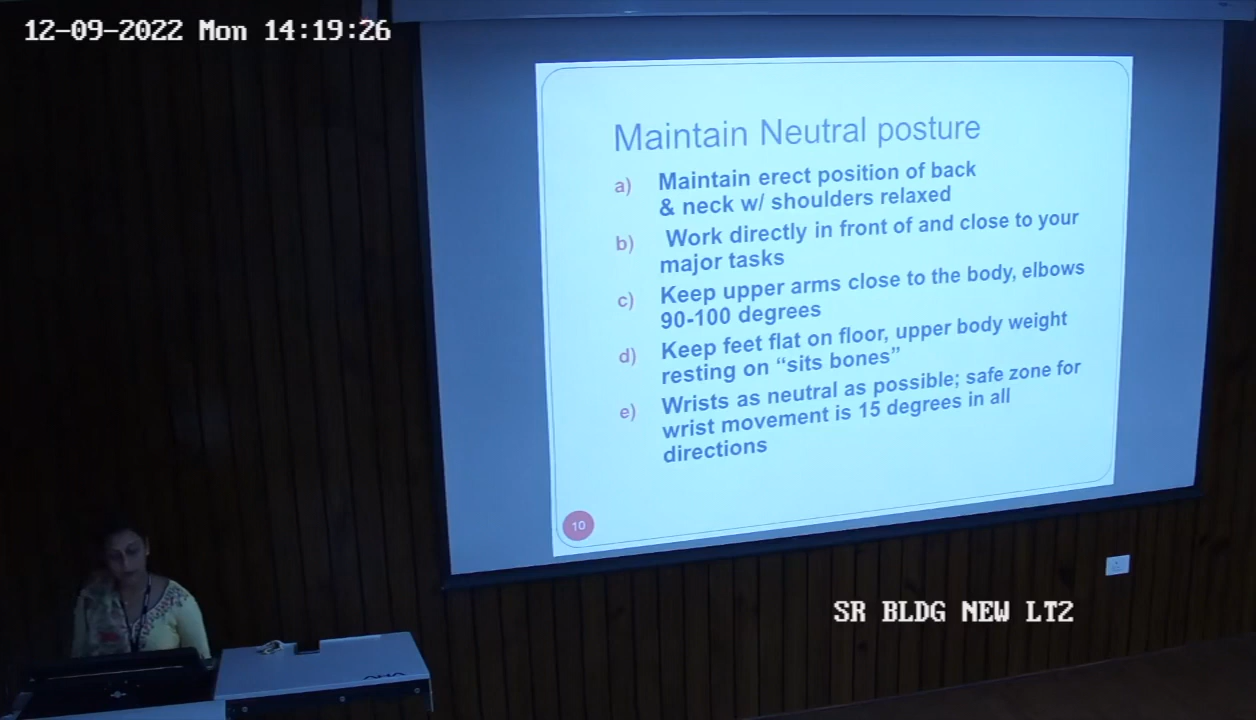 12-09-2022 Mon 14:19:26
Maintain Neutral posture
a) Maintain erect position of back
& neck w/ shoulders relaxed
b) Work directly in front of and close to your
major tasks
c) Keep upper arms close to the body, elbows
90-100 degrees
d) Keep feet flat on floor, upper body weight
resting on “sits bones”
e) Wrists as neutral as possible; safe zone for
wrist movement is 15 degrees in all
directions
10
SR BLDG NEW LT2